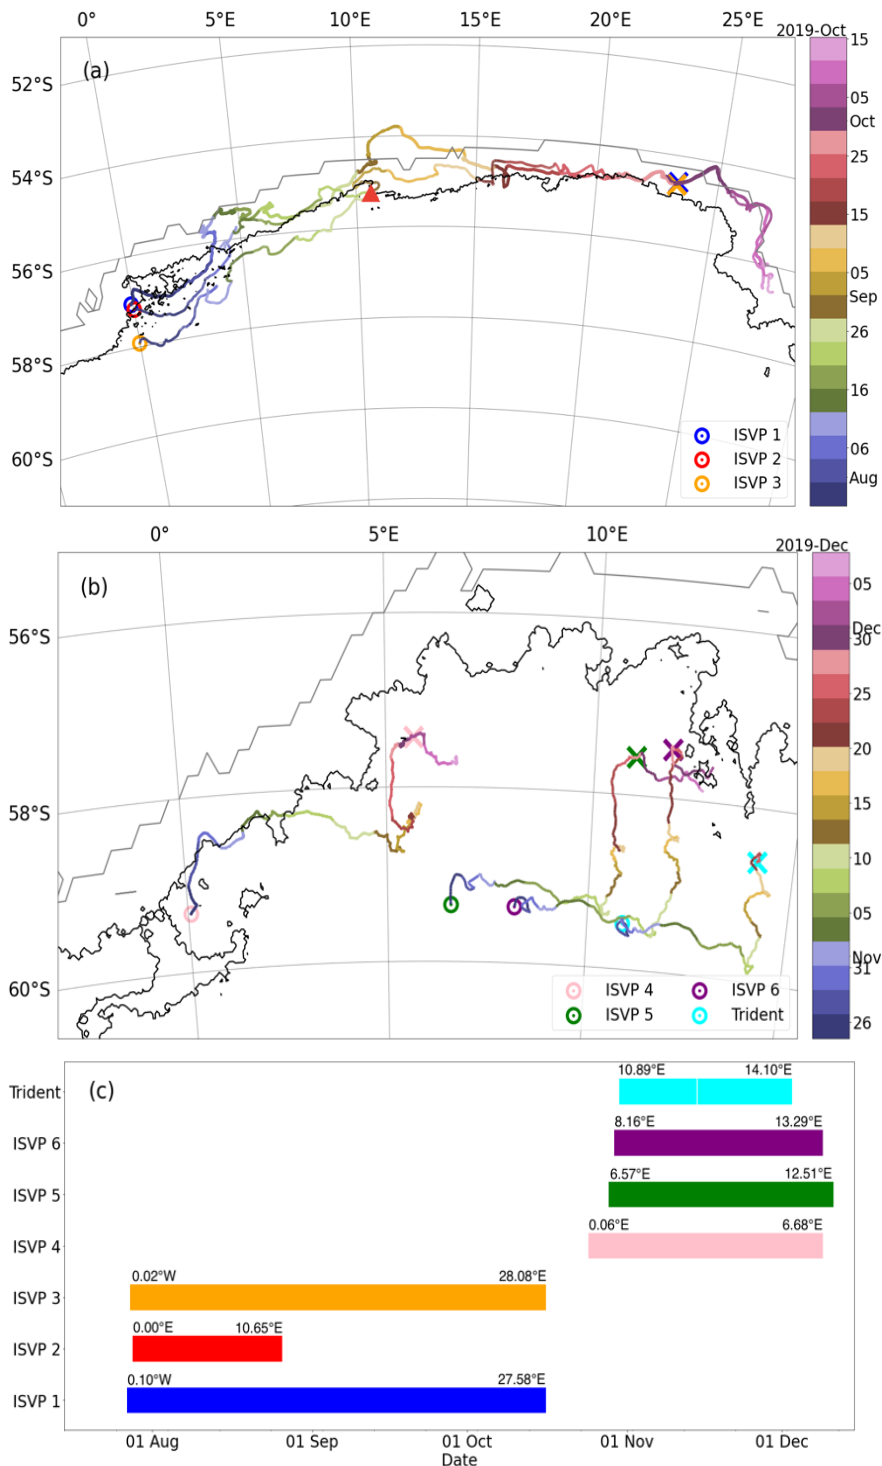 0° 5°E 10°E 15°E 20°E 25°E
2019-Oct
(a)
52°S
54°S
56°S
58°S
60°S
15
05
Oct
25
15
05
Sep
26
16
06
Aug
ISVP 1
ISVP 2
ISVP 3
0° 5°E 10°E
2019-Dec
(b)
56°S
58°S
60°S
05
Dec
30
25
20
15
10
05
Nov
31
26
ISVP 4 ISVP 6
ISVP 5 Trident
(c)
10.89°E 14.10°E
Trident
8.16°E 13.29°E
ISVP 6
6.57°E 12.51°E
ISVP 5
0.06°E 6.68°E
ISVP 4
0.02°W 28.08°E
ISVP 3
0.00°E 10.65°E
ISVP 2
0.10°W 27.58°E
ISVP 1
01 Aug 01 Sep 01 Oct 01 Nov 01 Dec
Date